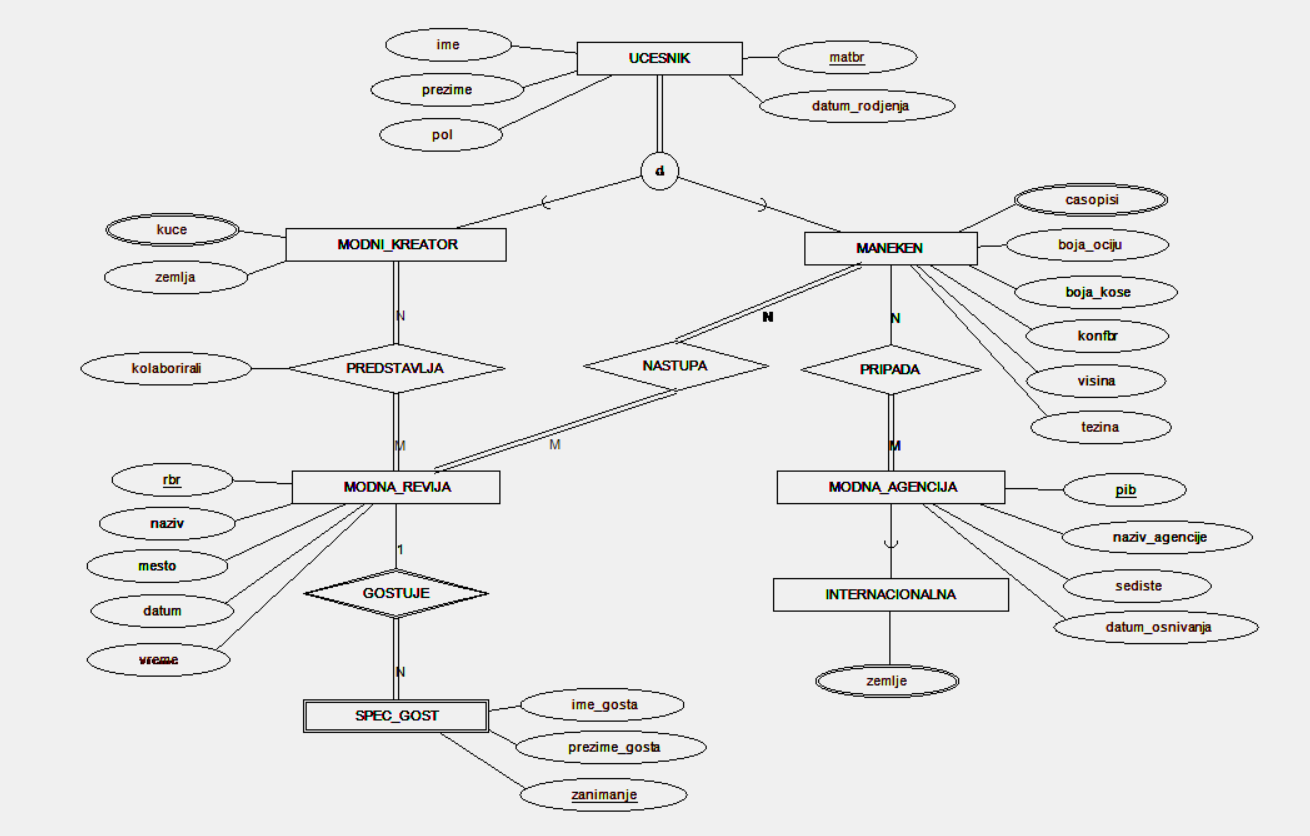 ime
UCESNIK
matbr
prezime
datum_rodjenja
pol
d
casopisi
kuce
MODNI_KREATOR
MANEKEN
boja_ociju
zemlja
boja_kose
N
N
N
konfbr
kolaborirali
PREDSTAVLJA
NASTUPA
PRIPADA
visina
tezina
M
M
M
rbr
MODNA_REVIJA
MODNA_AGENCIJA
pib
naziv
naziv_agencije
1
mesto
GOSTUJE
INTERNACIONALNA
sediste
datum
datum_osnivanja
vreme
N
zemlje
SPEC_GOST
ime_gosta
prezime_gosta
zanimanje